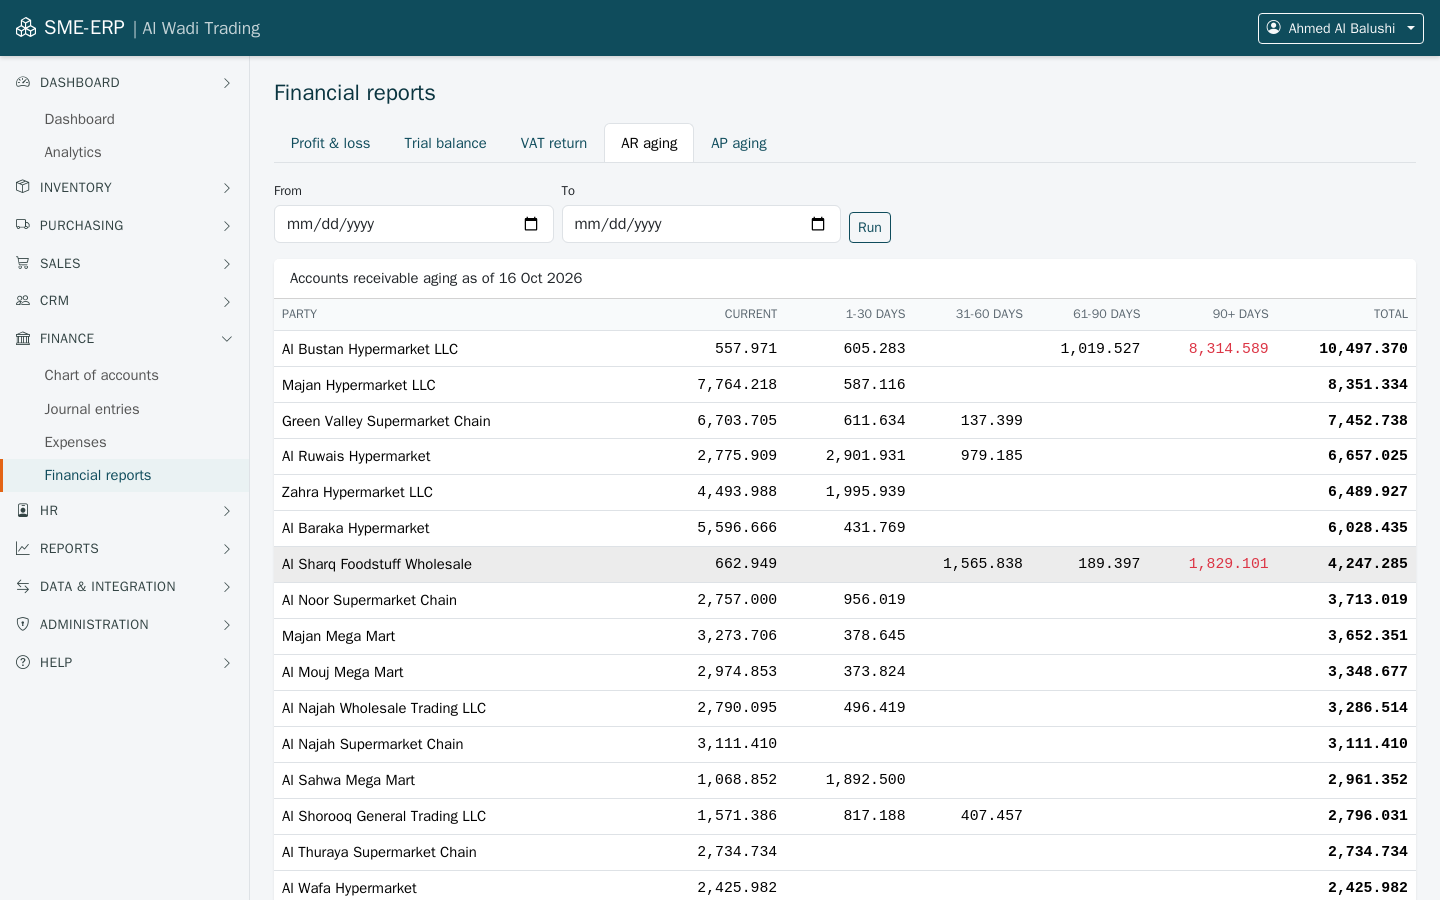 SME-ERP | Al Wadi Trading
Ahmed Al Balushi
DASHBOARD
Dashboard
Analytics
INVENTORY
PURCHASING
SALES
CRM
FINANCE
Chart of accounts
Journal entries
Expenses
Financial reports
HR
REPORTS
DATA & INTEGRATION
ADMINISTRATION
HELP
Financial reports
Profit & loss Trial balance VAT return AR aging AP aging
From To
mm/dd/yyyy mm/dd/yyyy Run
Accounts receivable aging as of 16 Oct 2026
PARTY CURRENT 1-30 DAYS 31-60 DAYS 61-90 DAYS 90+ DAYS TOTAL
Al Bustan Hypermarket LLC 557.971 605.283 1,019.527 8,314.589 10,497.370
Majan Hypermarket LLC 7,764.218 587.116 8,351.334
Green Valley Supermarket Chain 6,703.705 611.634 137.399 7,452.738
Al Ruwais Hypermarket 2,775.909 2,901.931 979.185 6,657.025
Zahra Hypermarket LLC 4,493.988 1,995.939 6,489.927
Al Baraka Hypermarket 5,596.666 431.769 6,028.435
Al Sharq Foodstuff Wholesale 662.949 1,565.838 189.397 1,829.101 4,247.285
Al Noor Supermarket Chain 2,757.000 956.019 3,713.019
Majan Mega Mart 3,273.706 378.645 3,652.351
Al Mouj Mega Mart 2,974.853 373.824 3,348.677
Al Najah Wholesale Trading LLC 2,790.095 496.419 3,286.514
Al Najah Supermarket Chain 3,111.410 3,111.410
Al Sahwa Mega Mart 1,068.852 1,892.500 2,961.352
Al Shorooq General Trading LLC 1,571.386 817.188 407.457 2,796.031
Al Thuraya Supermarket Chain 2,734.734 2,734.734
Al Wafa Hypermarket 2,425.982 2,425.982